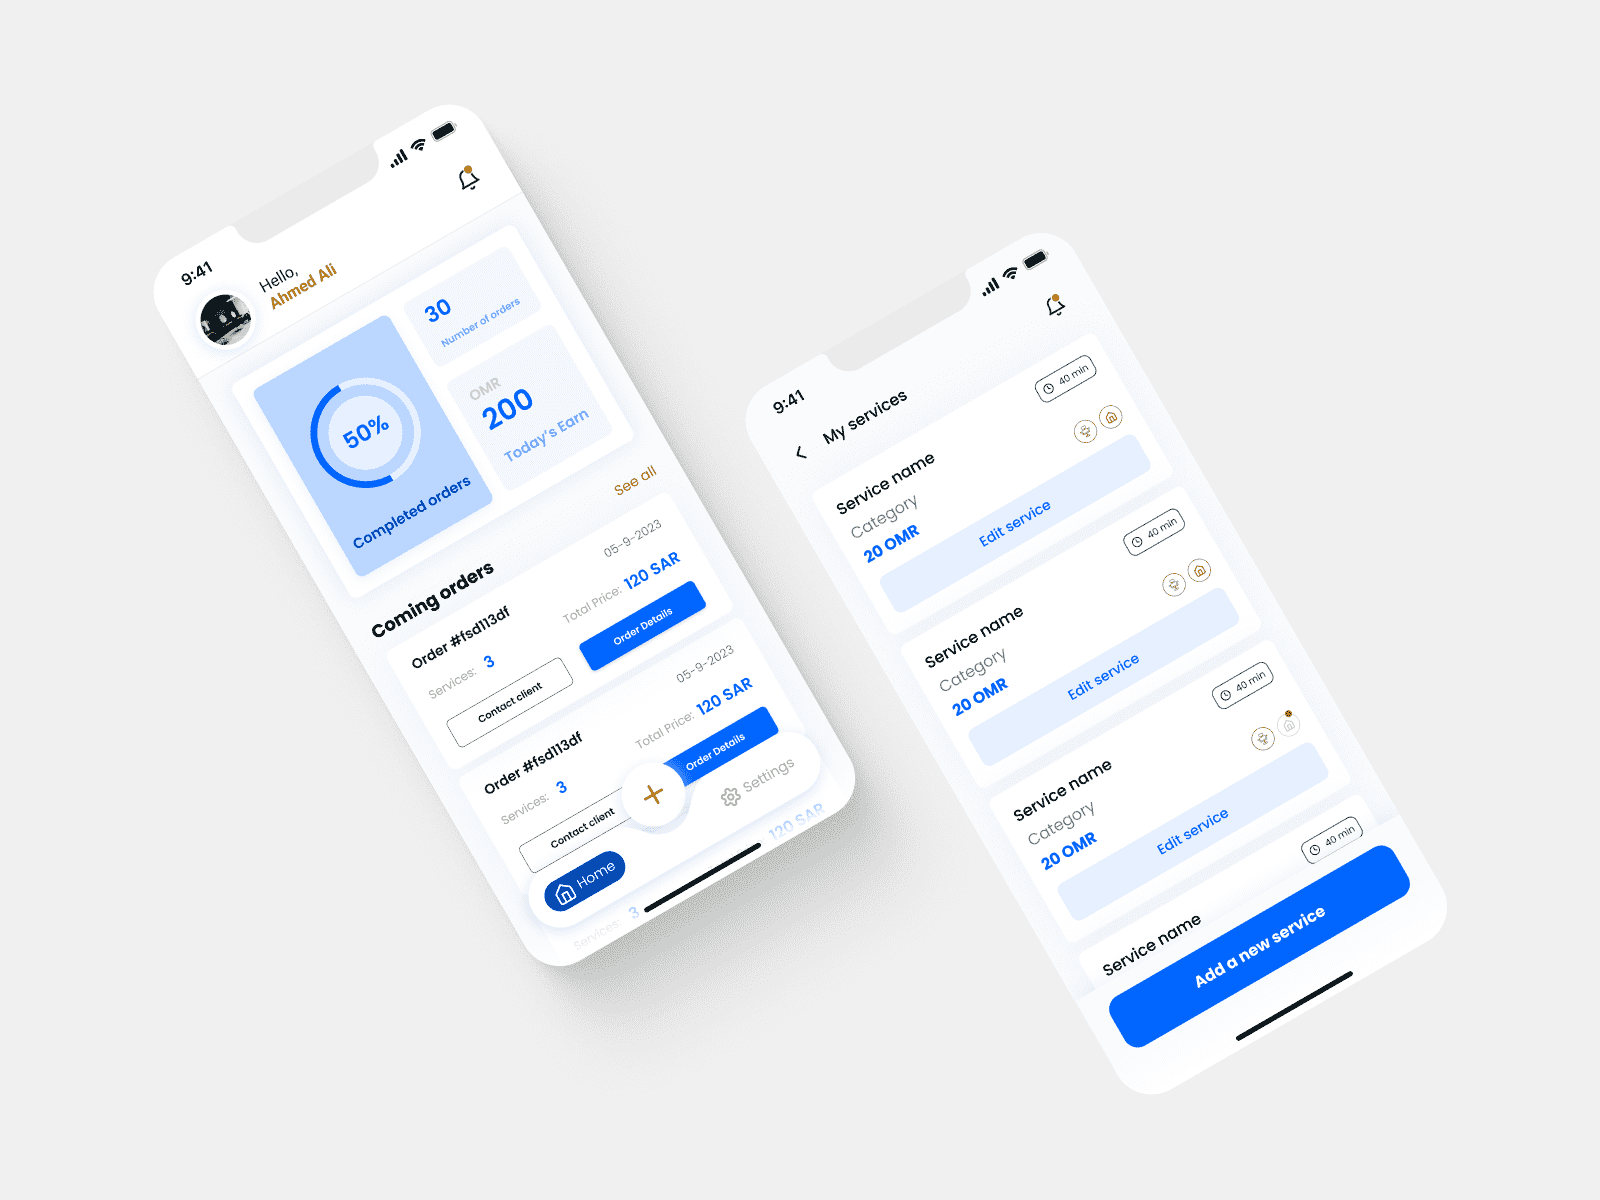 9:41
Hello,
Ahmed Ali
50%
Completed orders
30
Number of orders
OMR
200
Today's Earn
Coming orders
See all
Order #fsd113df
05-9-2023
Services: 3
Total Price: 120 SAR
Contact client
Order Details
Order #fsd113df
05-9-2023
Services: 3
Total Price: 120 SAR
Contact client
Order Details
Services: 3
120 SAR
Home
Settings
9:41
My services
40 min
Service name
Category
20 OMR
Edit service
40 min
Service name
Category
20 OMR
Edit service
40 min
Service name
Category
20 OMR
Edit service
40 min
Service name
Add a new service